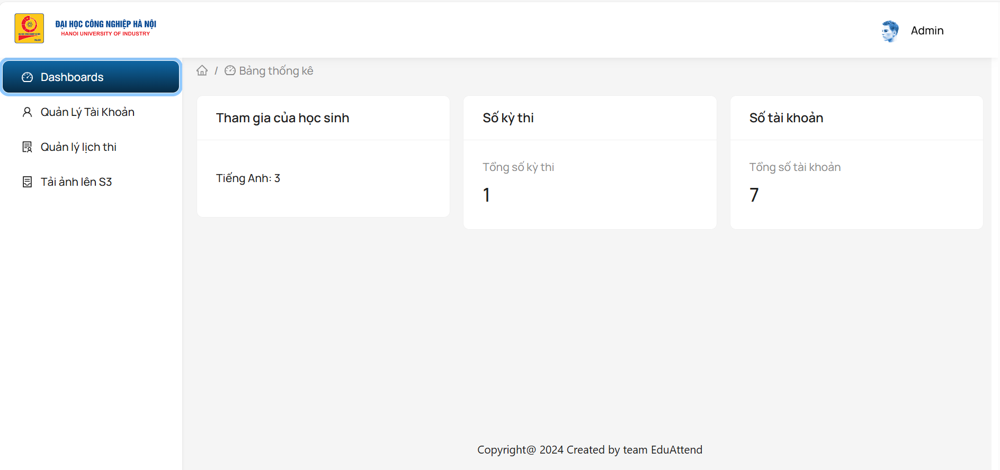 ĐẠI HỌC CÔNG NGHIỆP HÀ NỘI
HANOI UNIVERSITY OF INDUSTRY
Admin
Dashboards
Quản Lý Tài Khoản
Quản lý lịch thi
Tải ảnh lên S3
/ Bảng thống kê
Tham gia của học sinh
Tiếng Anh: 3
Số kỳ thi
Tổng số kỳ thi
1
Số tài khoản
Tổng số tài khoản
7
Copyright@ 2024 Created by team EduAttend